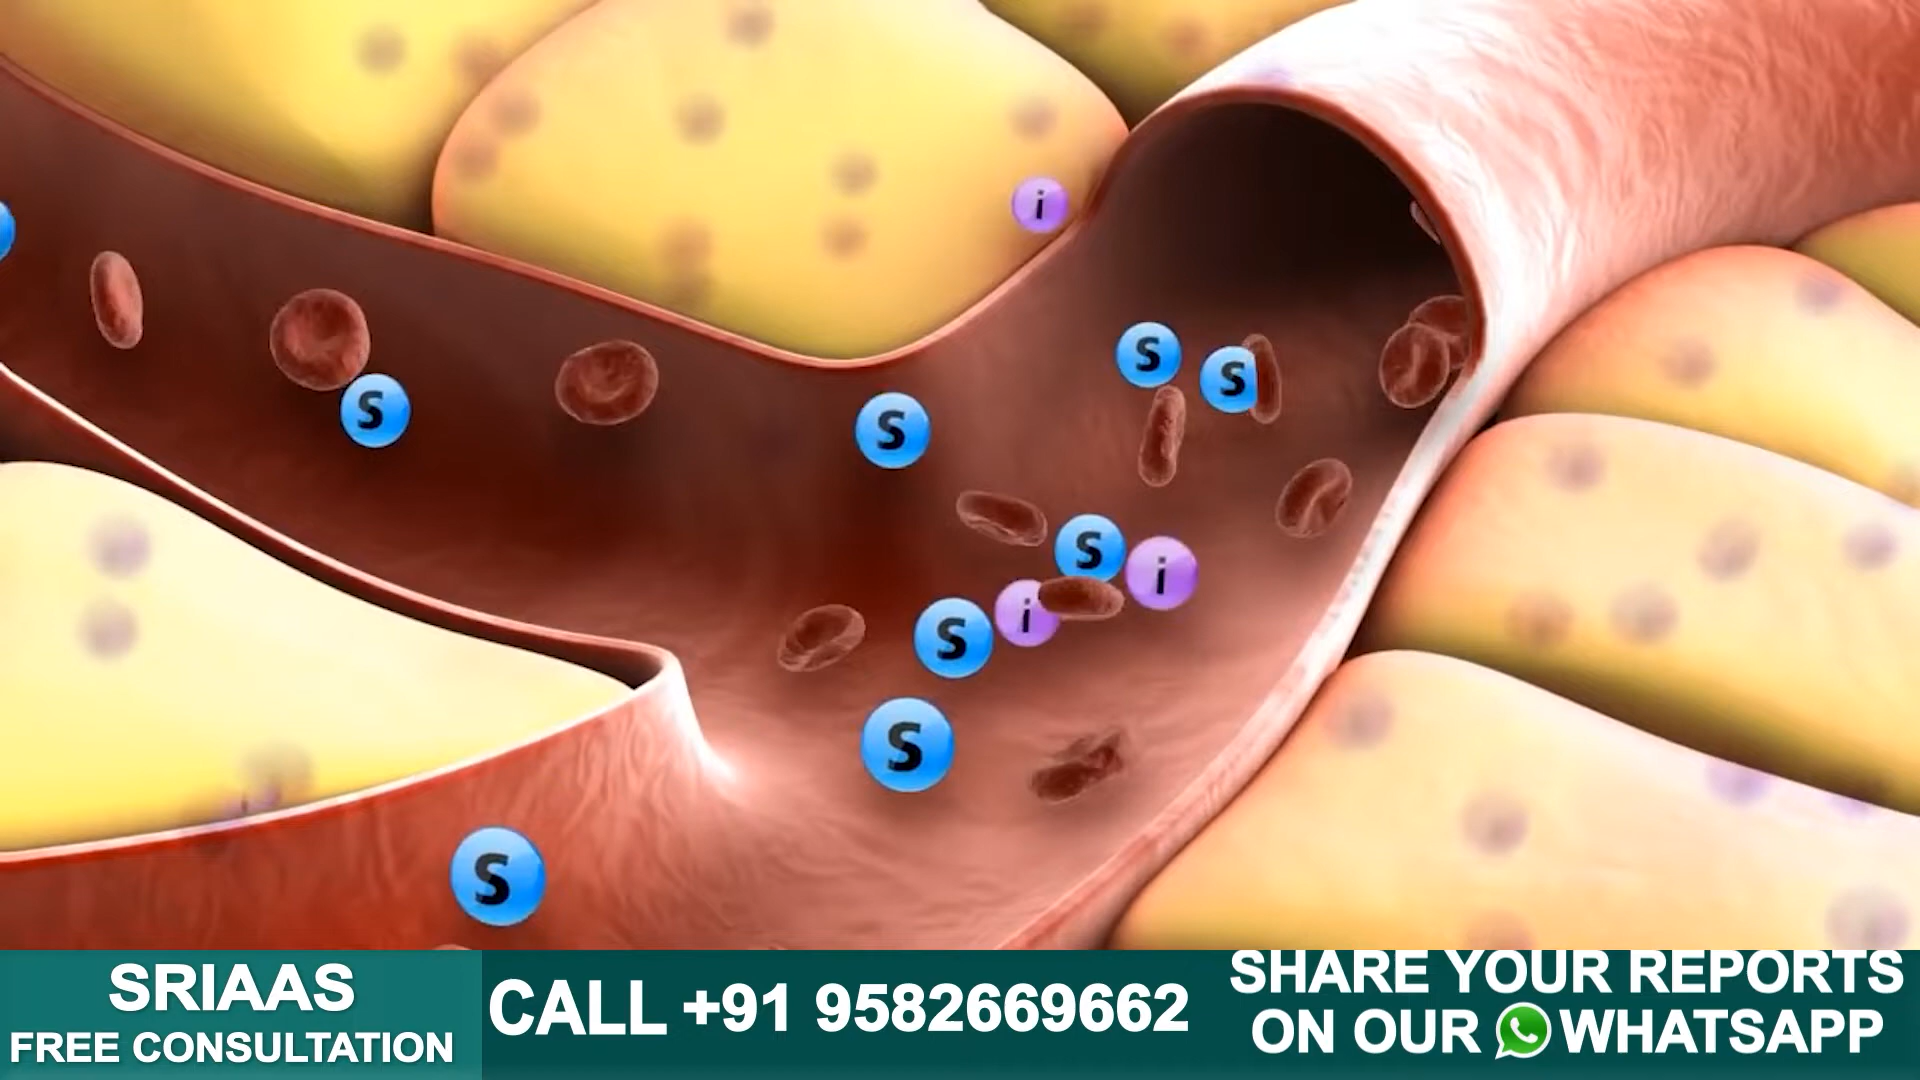 i
S
S
S
S
S
i
i
S
S
S
SRIAAS
FREE CONSULTATION
CALL +91 9582669662
SHARE YOUR REPORTS
ON OUR WHATSAPP